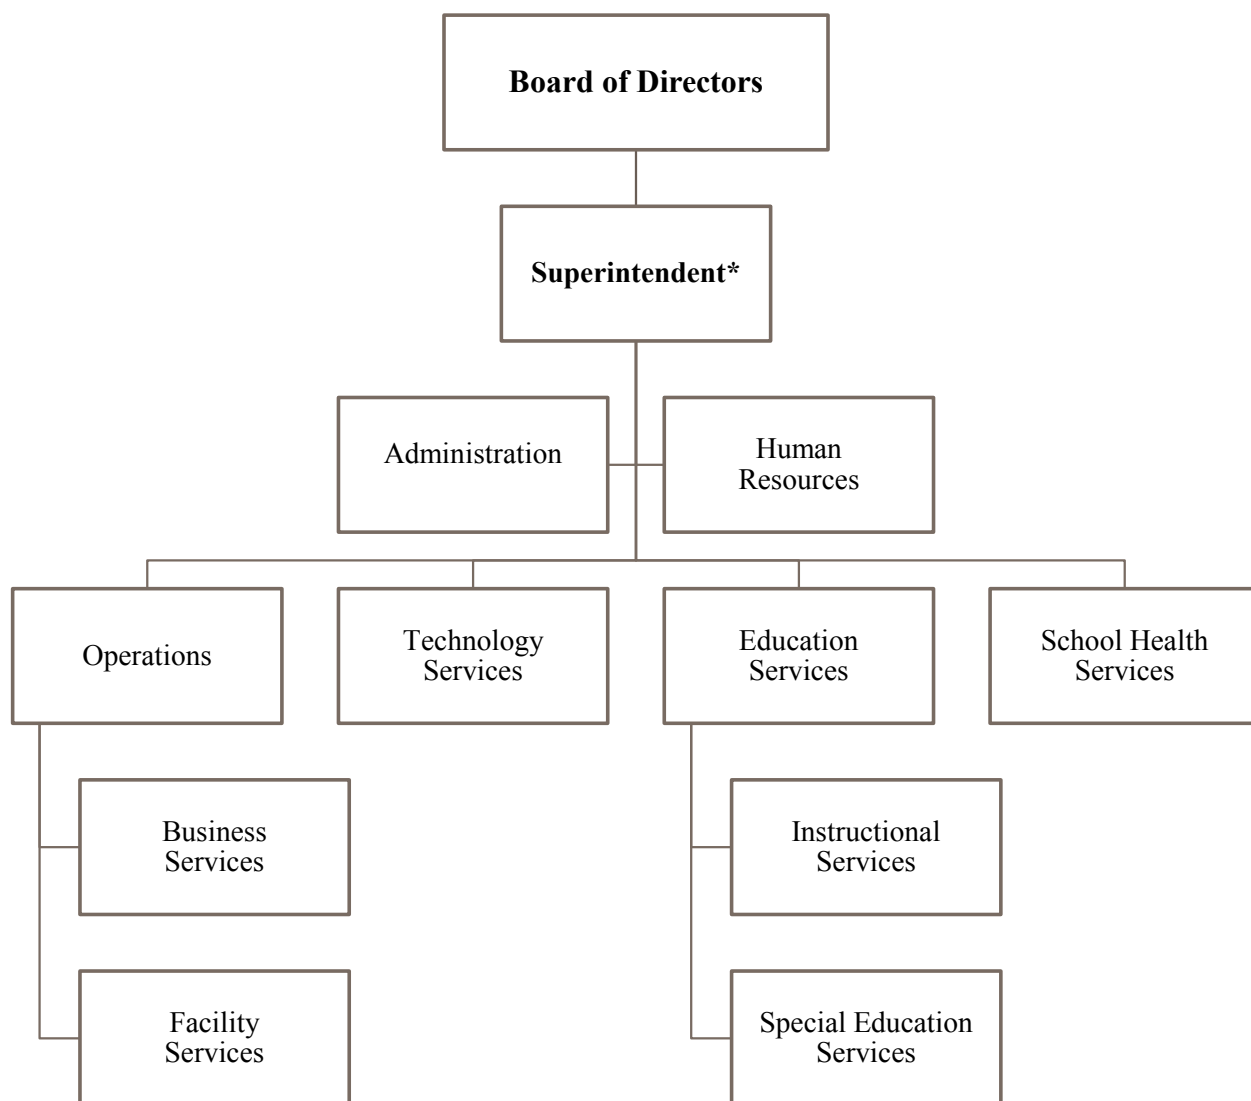 Board of Directors
Superintendent*
Administration
Human
Resources
Operations
Technology
Services
Education
Services
School Health
Services
Business
Services
Instructional
Services
Facility
Services
Special Education
Services